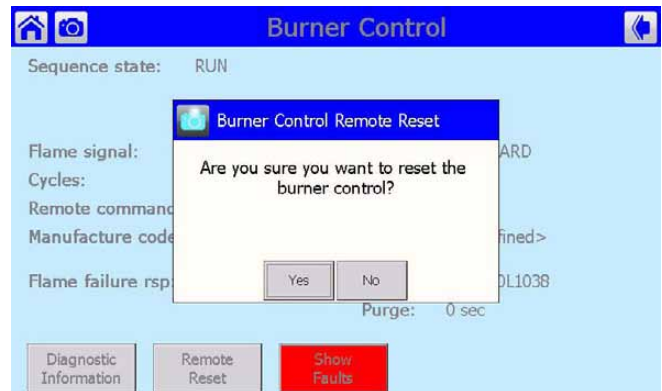 Burner Control
Sequence state: RUN
Burner Control Remote Reset
Flame signal: ARD
Are you sure you want to reset the
burner control?
Cycles:
Remote command
Manufacture code fined>
Flame failure rsp: 0L1038
Yes No
Purge: 0 sec
Diagnostic
Information
Remote
Reset
Show
Faults